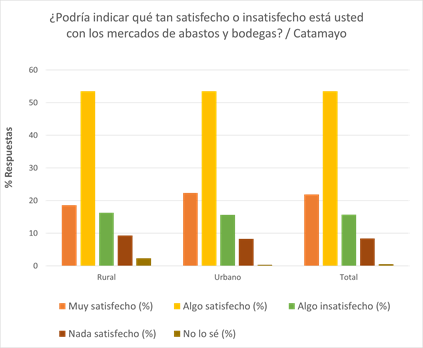 ¿Podría indicar qué tan satisfecho o insatisfecho está usted
con los mercados de abastos y bodegas? / Catamayo
% Respuestas
60
50
40
30
20
10
0
Rural
Urbano
Total
Muy satisfecho (%)
Algo satisfecho (%)
Algo insatisfecho (%)
Nada satisfecho (%)
No lo sé (%)